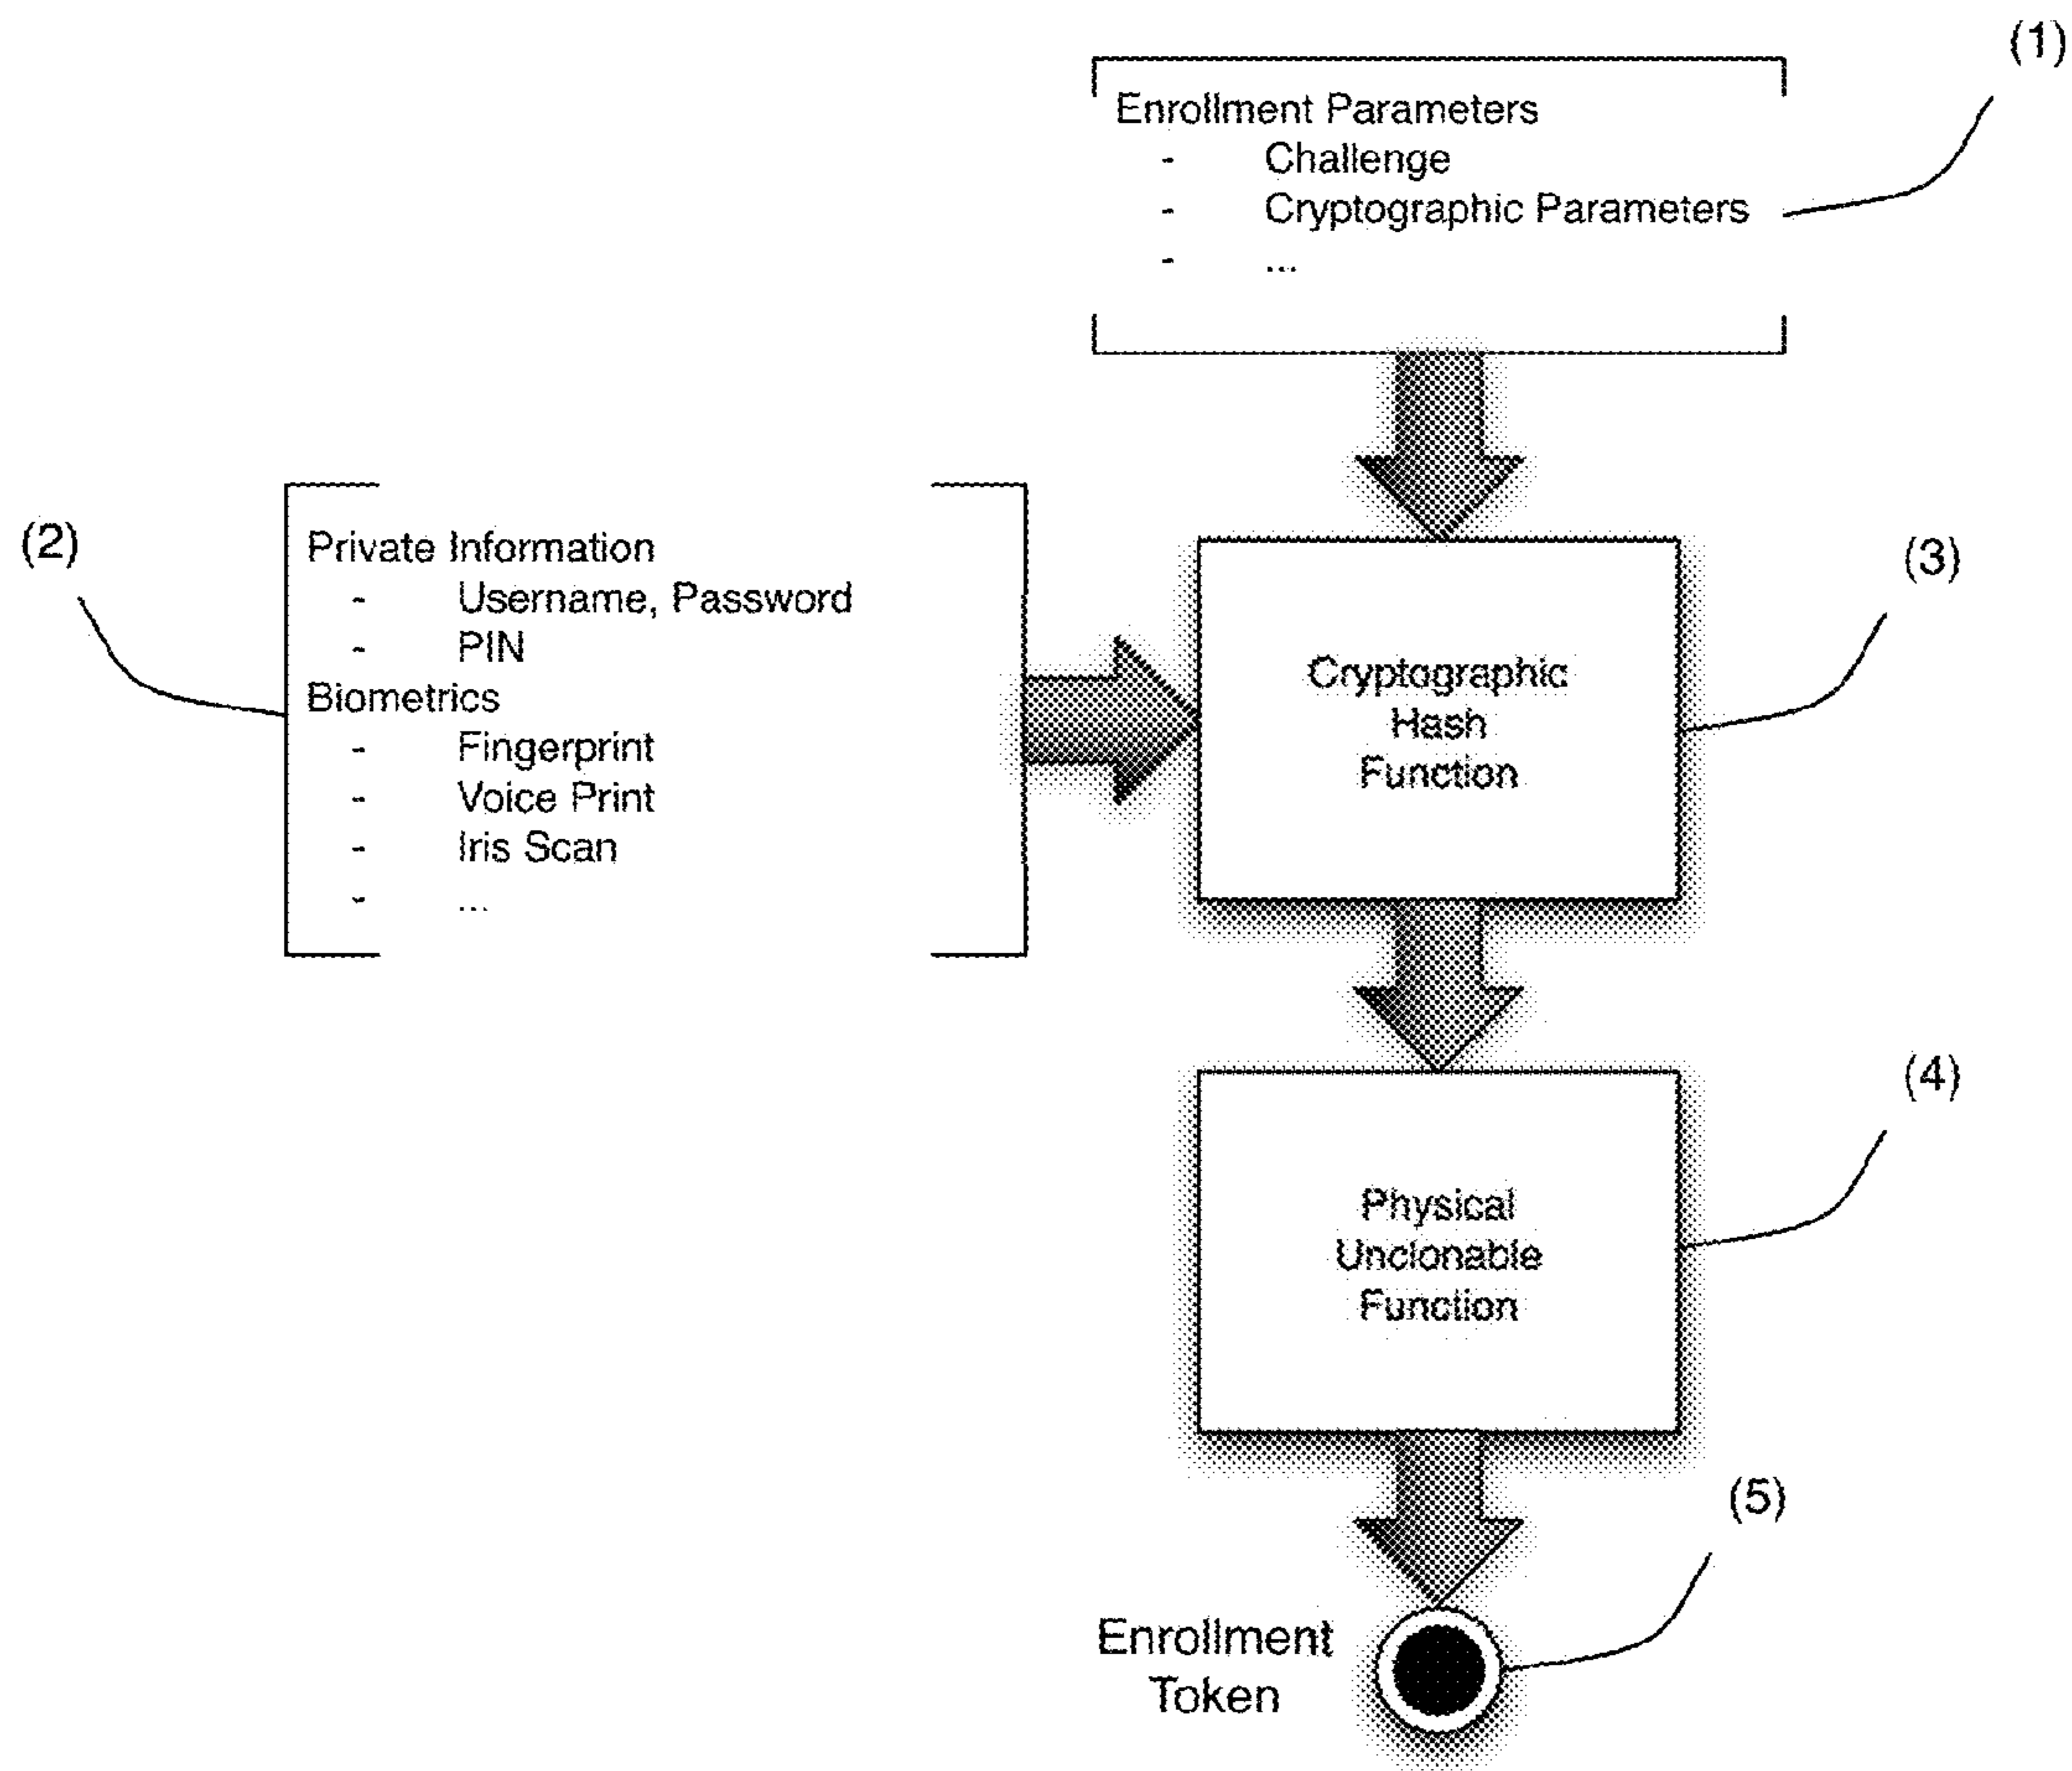 (1)
Enrollment Parameters
- Challenge
- Cryptographic Parameters
- ...
(2)
Private Information
- Username, Password
- PIN
Biometrics
- Fingerprint
- Voice Print
- Iris Scan
- ...
(3)
Cryptographic
Hash
Function
(4)
Physical
Unclonable
Function
(5)
Enrollment
Token